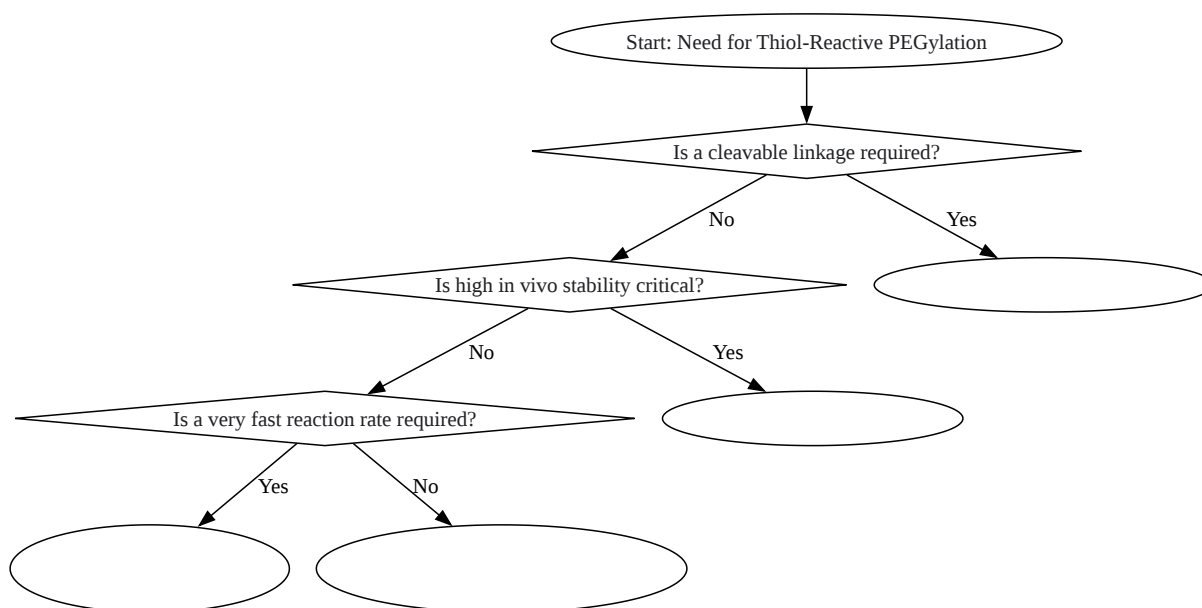 Start: Need for Thiol-Reactive PEGylation
Is a cleavable linkage required?
No
Yes
Is high in vivo stability critical?
No
Yes
Is a very fast reaction rate required?
Yes
No